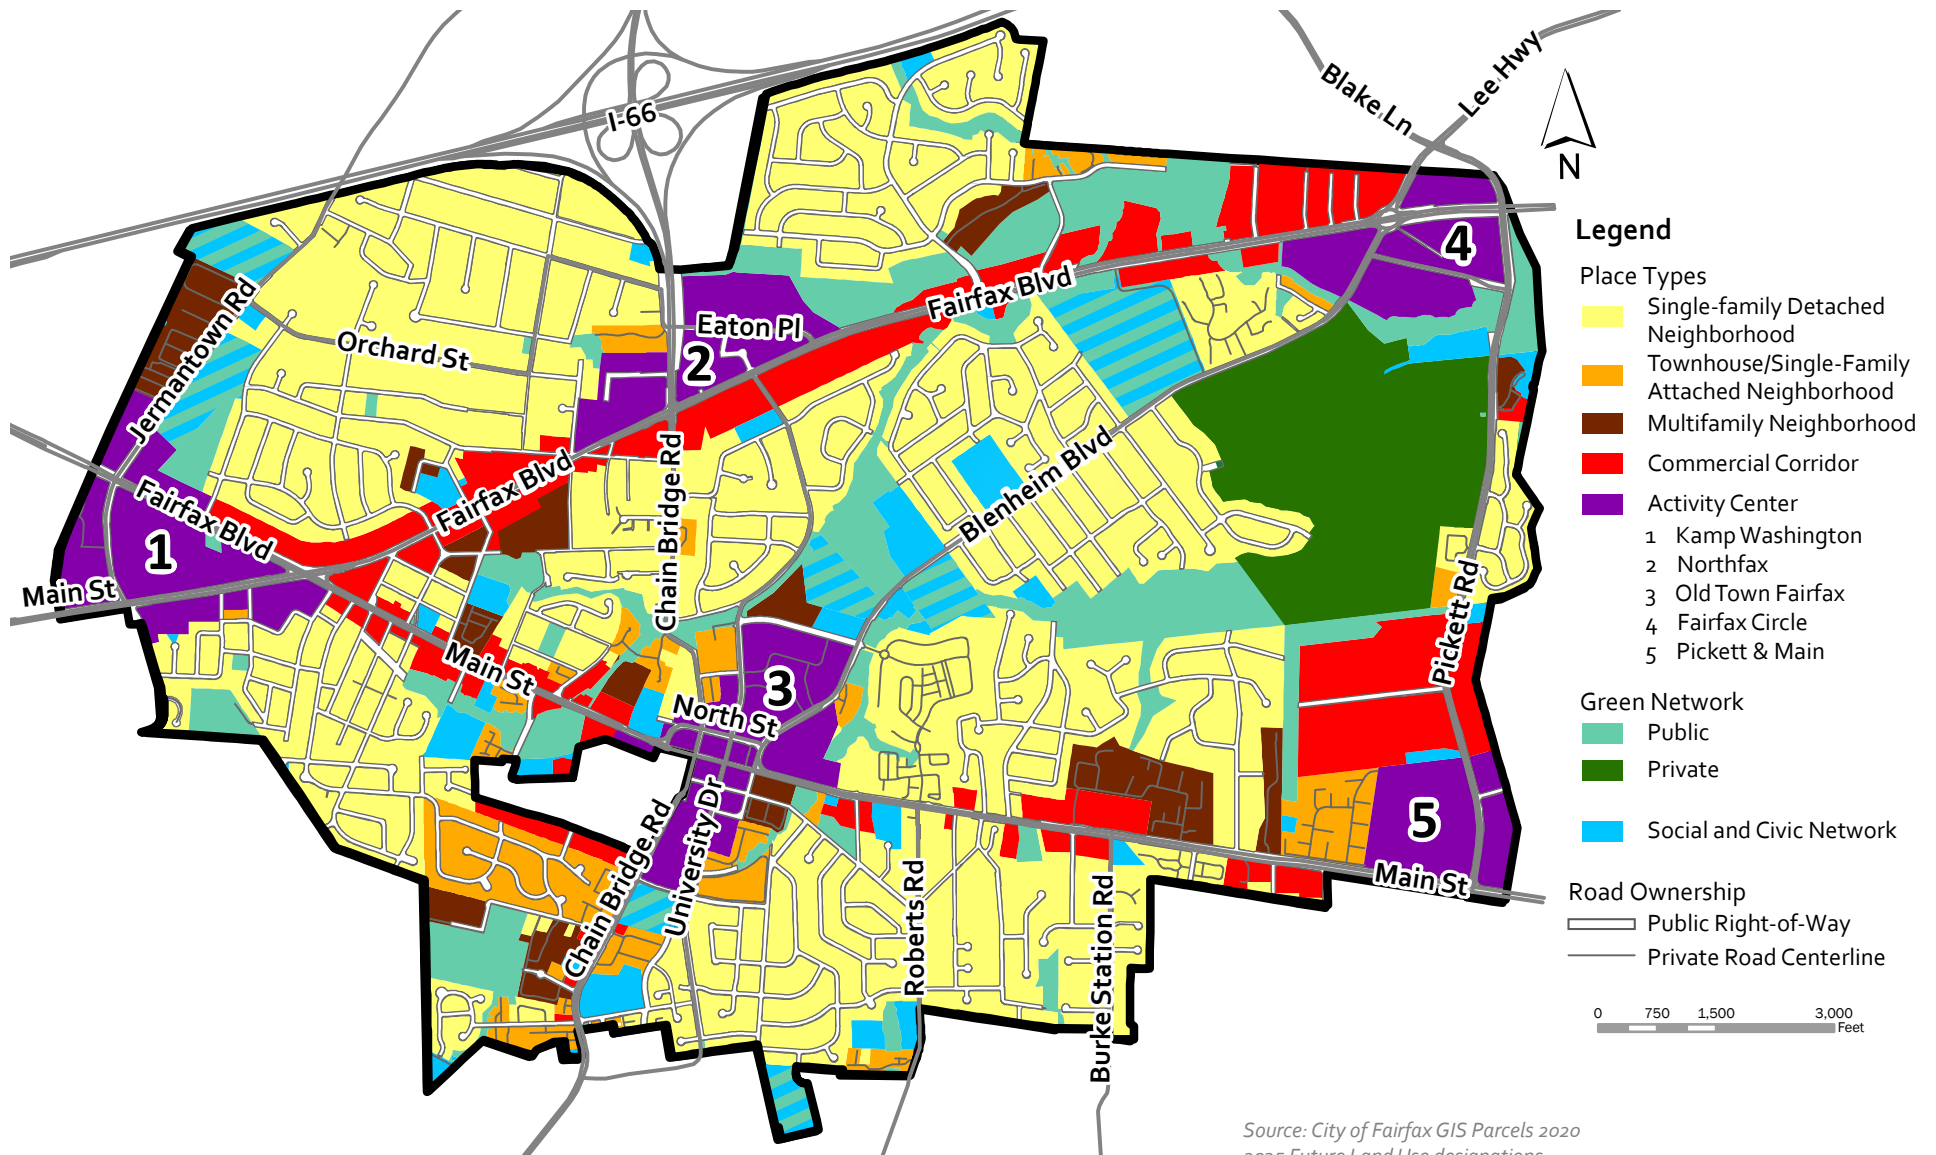 I-66
Blake Ln
Lee Hwy
N
Jermantown Rd
Orchard St
Eaton Pl
2
Fairfax Blvd
4
Fairfax Blvd
Fairfax Blvd
Chain Bridge Rd
Blenheim Blvd
1
Main St
Main St
North St
3
Pickett Rd
5
Main St
Chain Bridge Rd
University Dr
Roberts Rd
Burke Station Rd
Legend
Place Types
Single-family Detached
Neighborhood
Townhouse/Single-Family
Attached Neighborhood
Multifamily Neighborhood
Commercial Corridor
Activity Center
1 Kamp Washington
2 Northfax
3 Old Town Fairfax
4 Fairfax Circle
5 Pickett & Main
Green Network
Public
Private
Social and Civic Network
Road Ownership
Public Right-of-Way
Private Road Centerline
0 750 1,500 3,000
Feet
Source: City of Fairfax GIS Parcels 2020
2035 Future Land Use designations